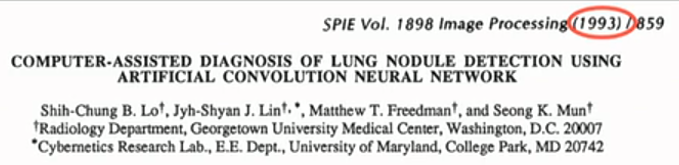 SPIE Vol. 1898 Image Processing (1993) / 859
COMPUTER-ASSISTED DIAGNOSIS OF LUNG NODULE DETECTION USING
ARTIFICIAL CONVOLUTION NEURAL NETWORK
Shih-Chung B. Lo†, Jyh-Shyan J. Lin†,*, Matthew T. Freedman†, and Seong K. Mun†
†Radiology Department, Georgetown University Medical Center, Washington, D.C. 20007
*Cybernetics Research Lab., E.E. Dept., University of Maryland, College Park, MD 20742